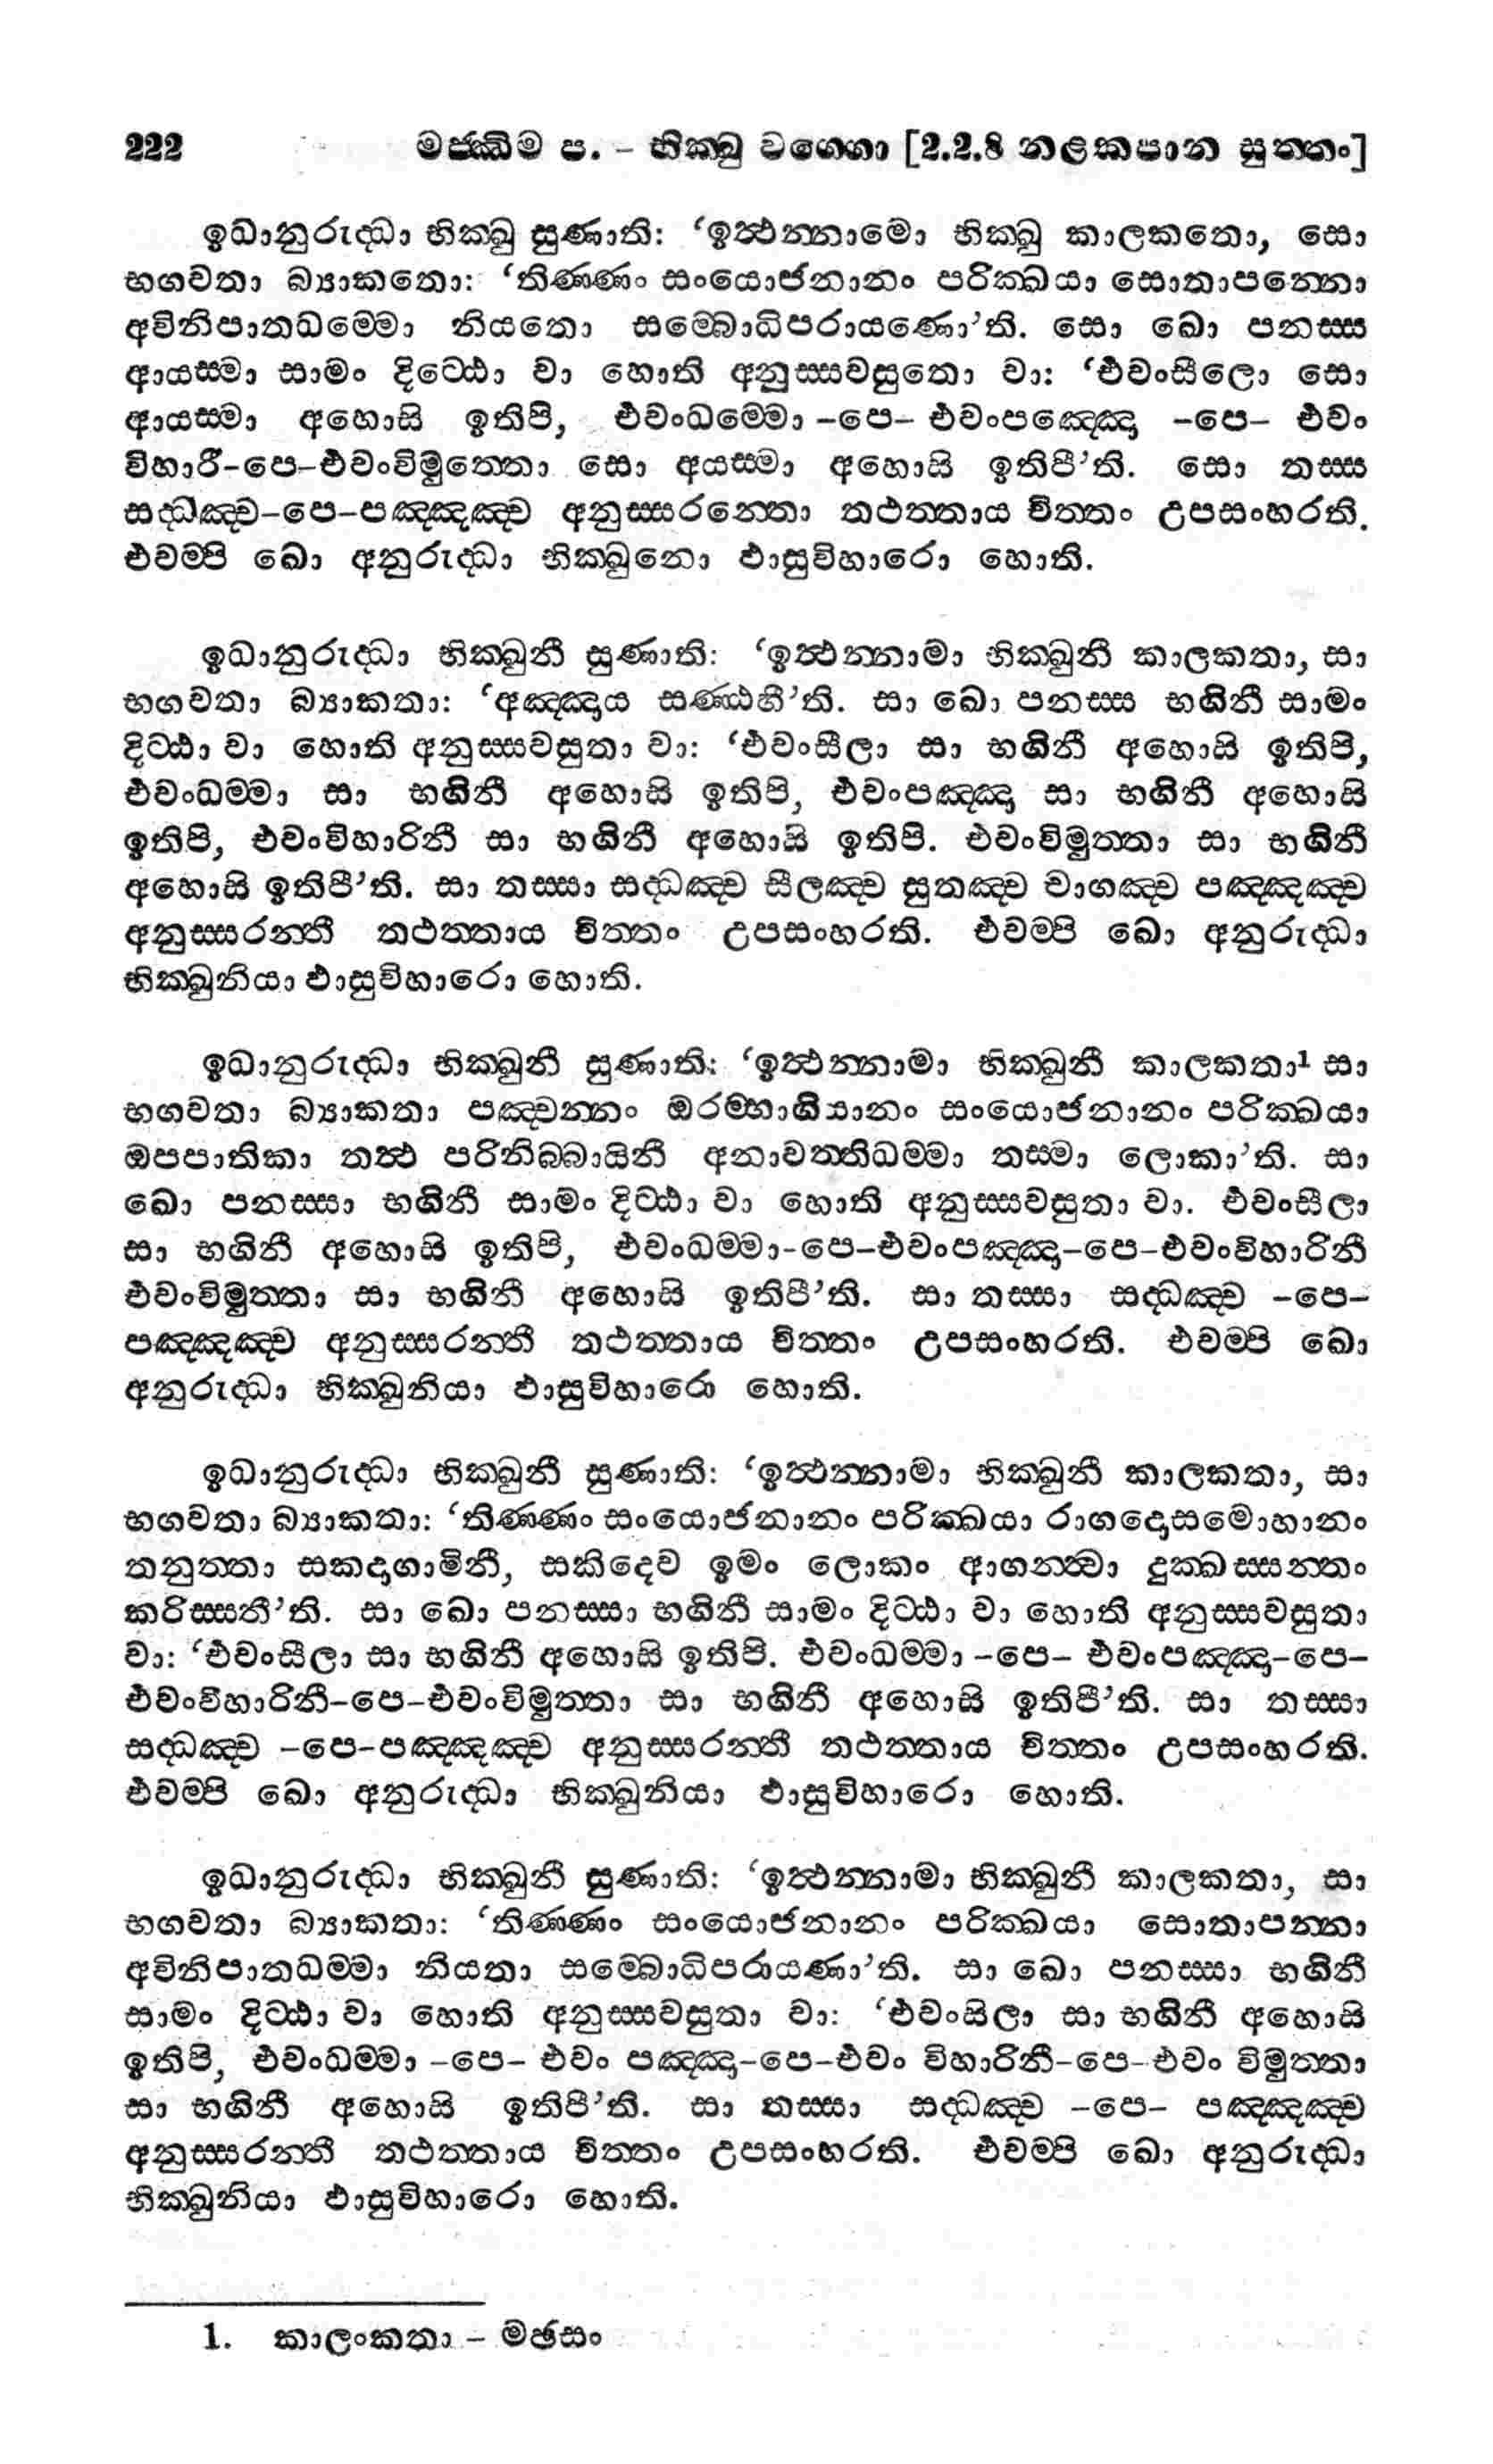 222 මජ්ඣිම ප. - භික්ඛු වග්ගො [2.2.8 නළකපාන සුත්තං]
ඉධානුරුද්ධා භික්ඛු සුණාති: ‘ඉත්ථන්නාමො භික්ඛු කාලකතො, සො
භගවතා බ්‍යාකතො: ‘තිණ්ණං සංයොජනානං පරික්ඛයා සොතාපන්නො
අවිනිපාතධම්මො නියතො සම්බොධිපරායණො’ති. සො ඛො පනස්ස
ආයස්මා සාමං දිට්ඨො වා හොති අනුස්සවසුතො වා: ‘එවංසීලො සො
ආයස්මා අහොසි ඉතිපි, එවංධම්මො -පෙ- එවංපඤ්ඤො -පෙ- එවං
විහාරී-පෙ-එවංවිමුත්තො සො අයස්මා අහොසි ඉතිපී’ති. සො තස්ස
සද්ධඤ්ච-පෙ-පඤ්ඤඤ්ච අනුස්සරන්තො තථත්තාය චිත්තං උපසංහරති.
එවම්පි ඛො අනුරුද්ධා භික්ඛුනො ඵාසුවිහාරො හොති.
ඉධානුරුද්ධා භික්ඛුනී සුණාති: ‘ඉත්ථන්නාමා භික්ඛුනී කාලකතා, සා
භගවතා බ්‍යාකතා: ‘අඤ්ඤාය සණ්ඨහී’ති. සා ඛො පනස්ස භගිනී සාමං
දිට්ඨා වා හොති අනුස්සවසුතා වා: ‘එවංසීලා සා භගිනී අහොසි ඉතිපි,
එවංධම්මා සා භගිනී අහොසි ඉතිපි, එවංපඤ්ඤා සා භගිනී අහොසි
ඉතිපි, එවංවිහාරිනී සා භගිනී අහොසි ඉතිපි. එවංවිමුත්තා සා භගිනී
අහොසි ඉතිපී’ති. සා තස්සා සද්ධඤ්ච සීලඤ්ච සුතඤ්ච චාගඤ්ච පඤ්ඤඤ්ච
අනුස්සරන්තී තථත්තාය චිත්තං උපසංහරති. එවම්පි ඛො අනුරුද්ධා
භික්ඛුනියා ඵාසුවිහාරො හොති.
ඉධානුරුද්ධා භික්ඛුනී සුණාති: ‘ඉත්ථන්නාමා භික්ඛුනී කාලකතා¹ සා
භගවතා බ්‍යාකතා පඤ්චන්නං ඔරම්භාගියානං සංයොජනානං පරික්ඛයා
ඔපපාතිකා තත්ථ පරිනිබ්බායිනී අනාවත්තිධම්මා තස්මා ලොකා’ති. සා
ඛො පනස්සා භගිනී සාමං දිට්ඨා වා හොති අනුස්සවසුතා වා. එවංසීලා
සා භගිනී අහොසි ඉතිපි, එවංධම්මා-පෙ-එවංපඤ්ඤා-පෙ-එවංවිහාරිනී
එවංවිමුත්තා සා භගිනී අහොසි ඉතිපී’ති. සා තස්සා සද්ධඤ්ච -පෙ-
පඤ්ඤඤ්ච අනුස්සරන්තී තථත්තාය චිත්තං උපසංහරති. එවම්පි ඛො
අනුරුද්ධා භික්ඛුනියා ඵාසුවිහාරො හොති.
ඉධානුරුද්ධා භික්ඛුනී සුණාති: ‘ඉත්ථන්නාමා භික්ඛුනී කාලකතා, සා
භගවතා බ්‍යාකතා: ‘තිණ්ණං සංයොජනානං පරික්ඛයා රාගදොසමොහානං
තනුත්තා සකදාගාමිනී, සකිදෙව ඉමං ලොකං ආගන්ත්වා දුක්ඛස්සන්තං
කරිස්සතී’ති. සා ඛො පනස්සා භගිනී සාමං දිට්ඨා වා හොති අනුස්සවසුතා
වා: ‘එවංසීලා සා භගිනී අහොසි ඉතිපි. එවංධම්මා -පෙ- එවංපඤ්ඤා-පෙ-
එවංවිහාරිනී-පෙ-එවංවිමුත්තා සා භගිනී අහොසි ඉතිපී’ති. සා තස්සා
සද්ධඤ්ච -පෙ-පඤ්ඤඤ්ච අනුස්සරන්තී තථත්තාය චිත්තං උපසංහරති.
එවම්පි ඛො අනුරුද්ධා භික්ඛුනියා ඵාසුවිහාරො හොති.
ඉධානුරුද්ධා භික්ඛුනී සුණාති: ‘ඉත්ථන්නාමා භික්ඛුනී කාලකතා, සා
භගවතා බ්‍යාකතා: ‘තිණ්ණං සංයොජනානං පරික්ඛයා සොතාපන්නා
අවිනිපාතධම්මා නියතා සම්බොධිපරායණා’ති. සා ඛො පනස්සා භගිනී
සාමං දිට්ඨා වා හොති අනුස්සවසුතා වා: ‘එවංසිලා සා භගිනී අහොසි
ඉතිපි, එවංධම්මා -පෙ- එවං පඤ්ඤා-පෙ-එවං විහාරිනී-පෙ-එවං විමුත්තා
සා භගිනී අහොසි ඉතිපී’ති. සා තස්සා සද්ධඤ්ච -පෙ- පඤ්ඤඤ්ච
අනුස්සරන්තී තථත්තාය චිත්තං උපසංහරති. එවම්පි ඛො අනුරුද්ධා
භික්ඛුනියා ඵාසුවිහාරො හොති.
1. කාලංකතා - මඡසං